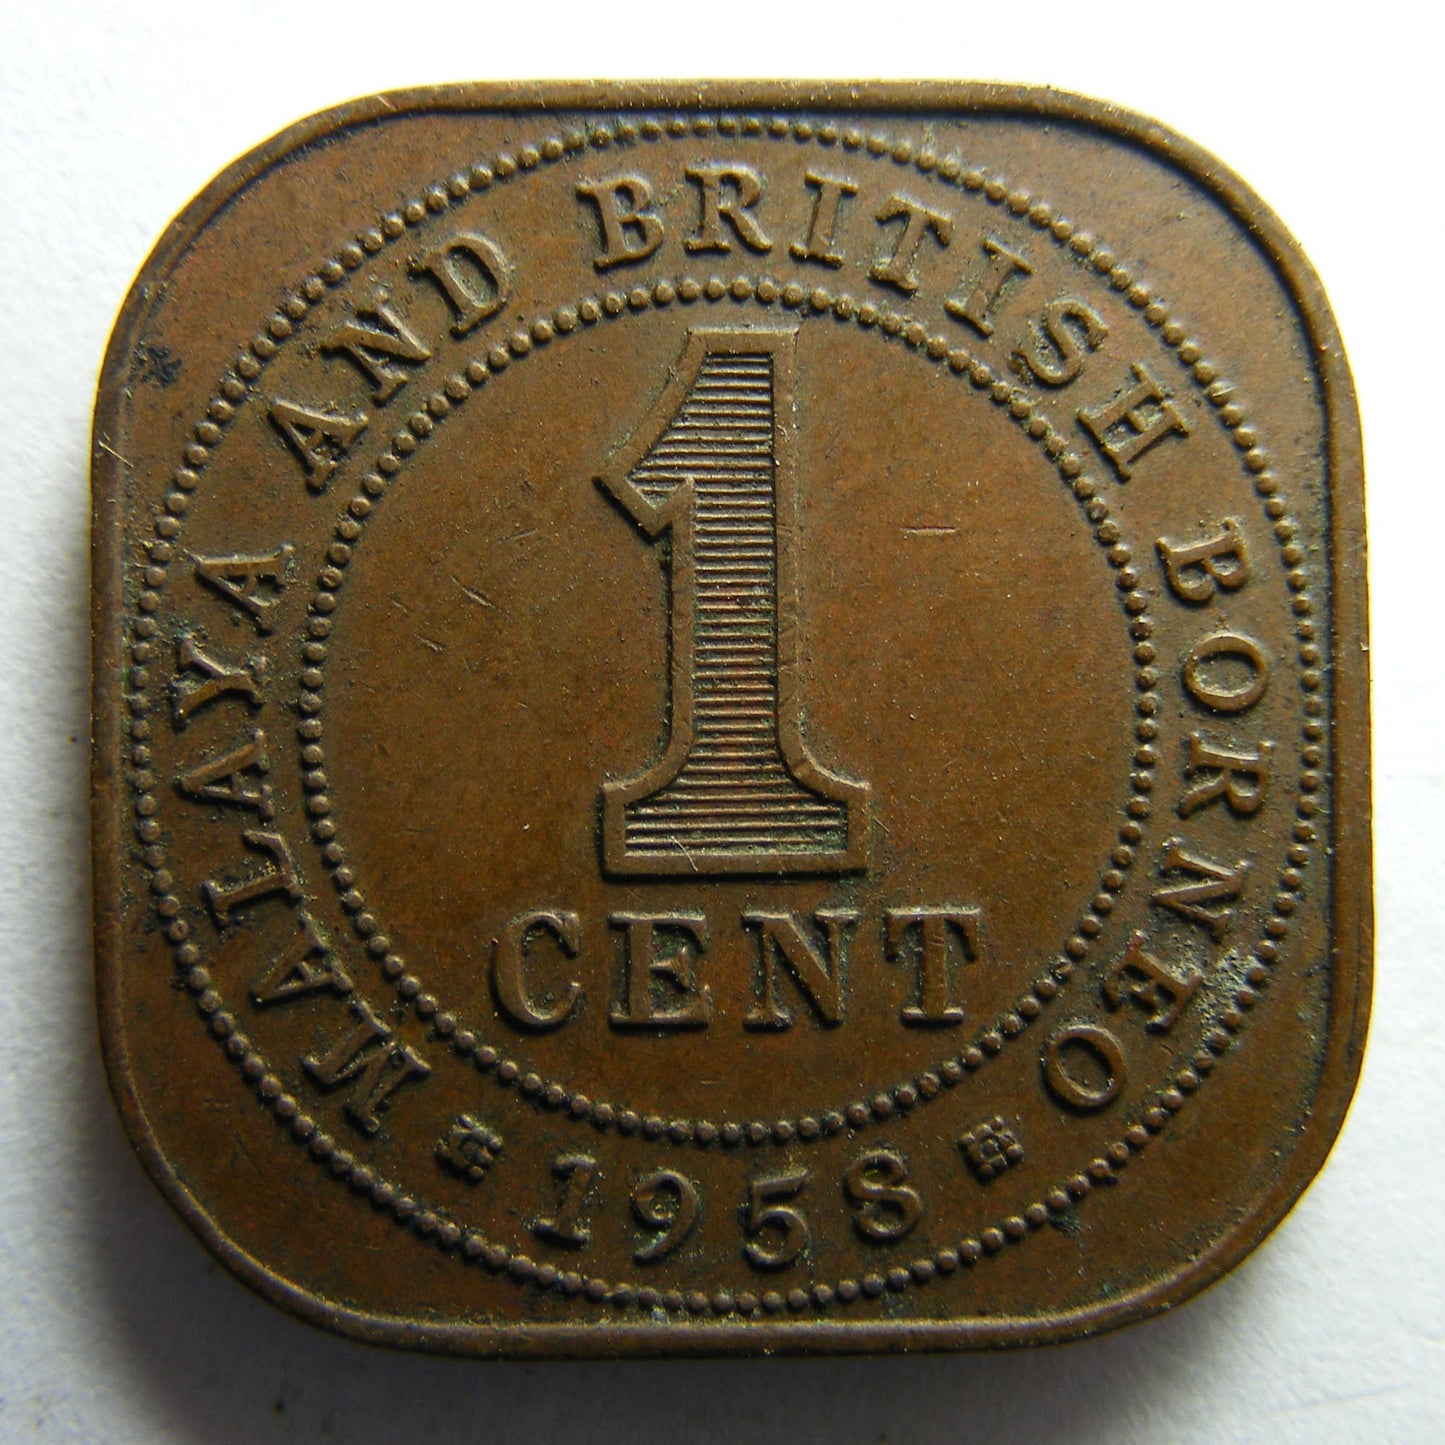 MALAYA AND BRITISH BORNEO
1
CENT
1958